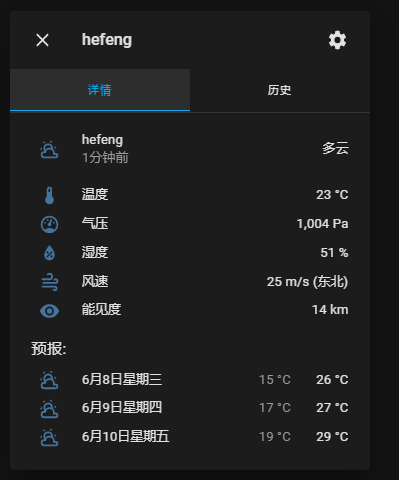 hefeng
详情 历史
hefeng
1分钟前
多云
温度 23 °C
气压 1,004 Pa
湿度 51 %
风速 25 m/s (东北)
能见度 14 km
预报:
6月8日星期三 15 °C 26 °C
6月9日星期四 17 °C 27 °C
6月10日星期五 19 °C 29 °C